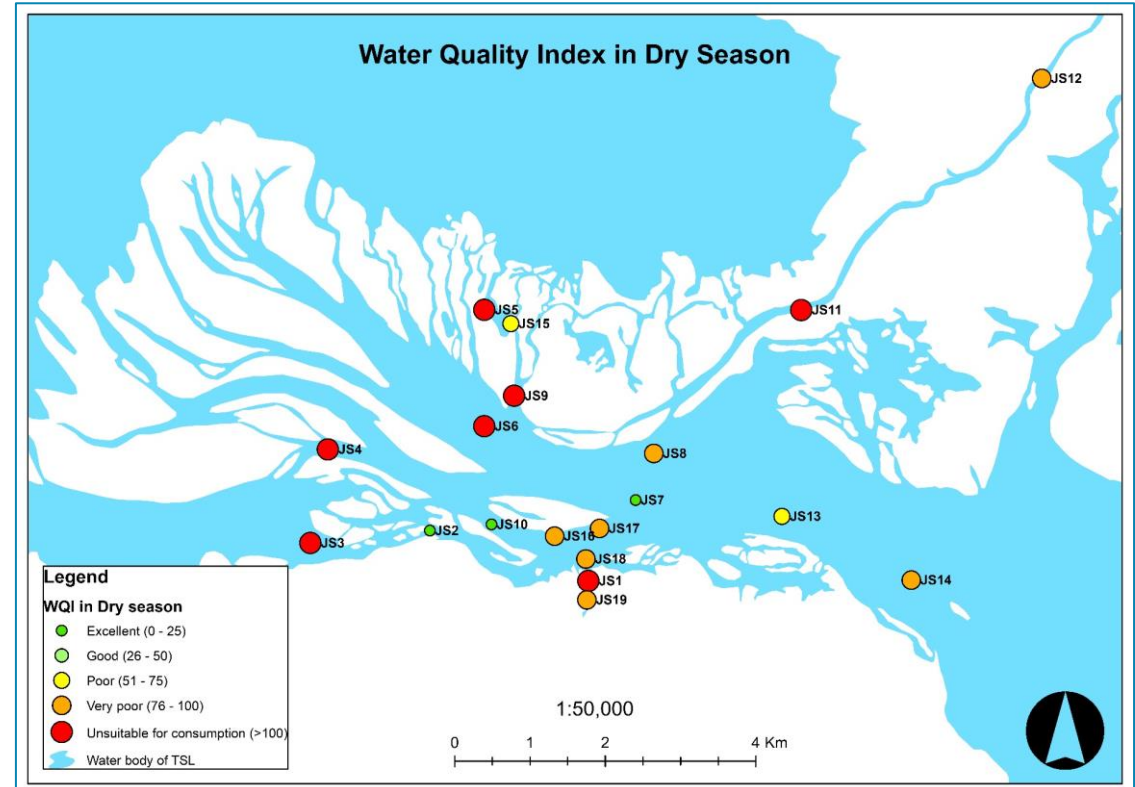 Water Quality Index in Dry Season
JS12
JS5
JS15
JS11
JS9
JS6
JS4
JS8
JS7
JS13
JS10
JS2
JS17
JS16
JS3
JS18
JS14
JS1
JS19
Legend
WQI in Dry season
Excellent (0 - 25)
Good (26 - 50)
Poor (51 - 75)
Very poor (76 - 100)
Unsuitable for consumption (>100)
Water body of TSL
1:50,000
0 1 2 4 Km